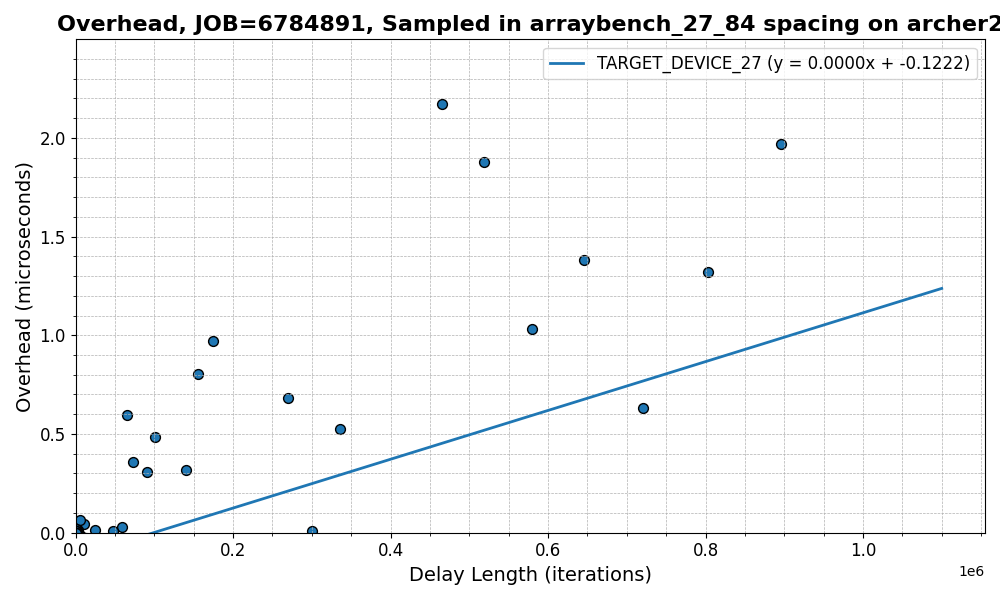 Overhead, JOB=6784891, Sampled in arraybench_27_84 spacing on archer2
TARGET_DEVICE_27 (y = 0.0000x + -0.1222)
Overhead (microseconds)
2.0
1.5
1.0
0.5
0.0
0.0 0.2 0.4 0.6 0.8 1.0
1e6
Delay Length (iterations)